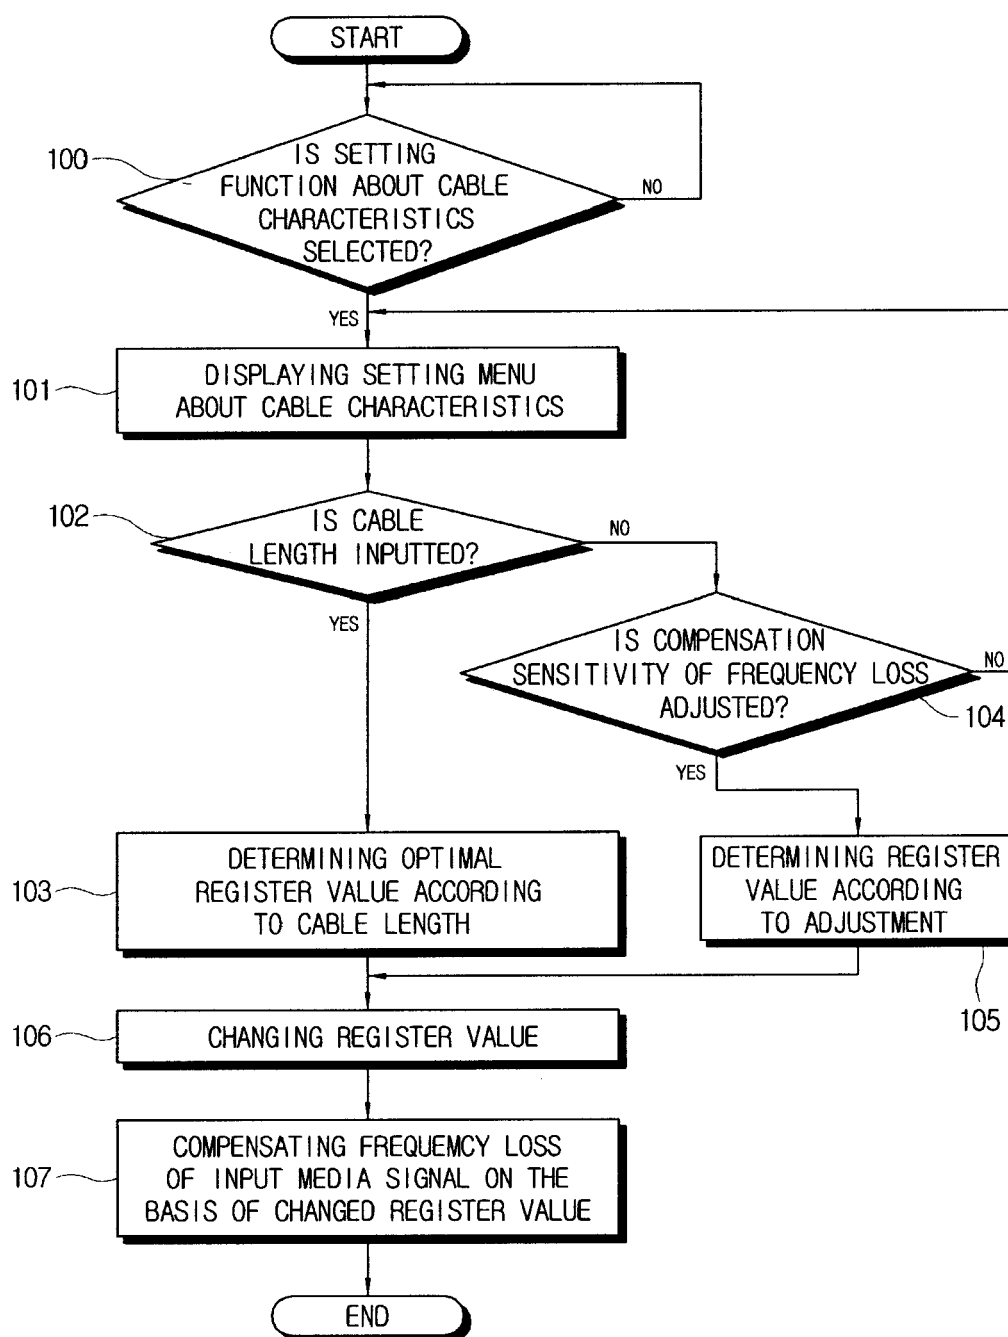 START
100
IS SETTING
FUNCTION ABOUT CABLE
CHARACTERISTICS
SELECTED?
NO
YES
101
DISPLAYING SETTING MENU
ABOUT CABLE CHARACTERISTICS
102
IS CABLE
LENGTH INPUTTED?
NO
YES
IS COMPENSATION
SENSITIVITY OF FREQUENCY LOSS
ADJUSTED?
NO
104
YES
103
DETERMINING OPTIMAL
REGISTER VALUE ACCORDING
TO CABLE LENGTH
DETERMINING REGISTER
VALUE ACCORDING
TO ADJUSTMENT
105
106
CHANGING REGISTER VALUE
107
COMPENSATING FREQUEMCY LOSS
OF INPUT MEDIA SIGNAL ON THE
BASIS OF CHANGED REGISTER VALUE
END